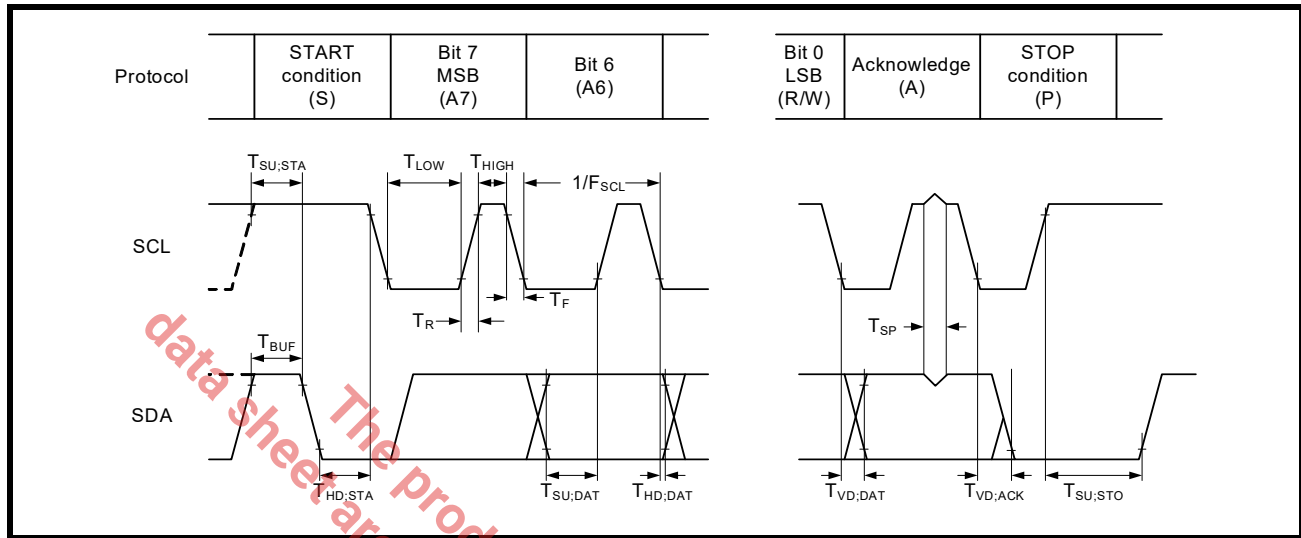 Protocol
START
condition
(S)
Bit 7
MSB
(A7)
Bit 6
(A6)
Bit 0
LSB
(R/W)
Acknowledge
(A)
STOP
condition
(P)
TSU;STA
TLOW
THIGH
1/FSCL
SCL
TR
TF
TSP
TBUF
SDA
THD;STA
TSU;DAT
THD;DAT
TVD;DAT
TVD;ACK
TSU;STO
The prod
data sheet ar